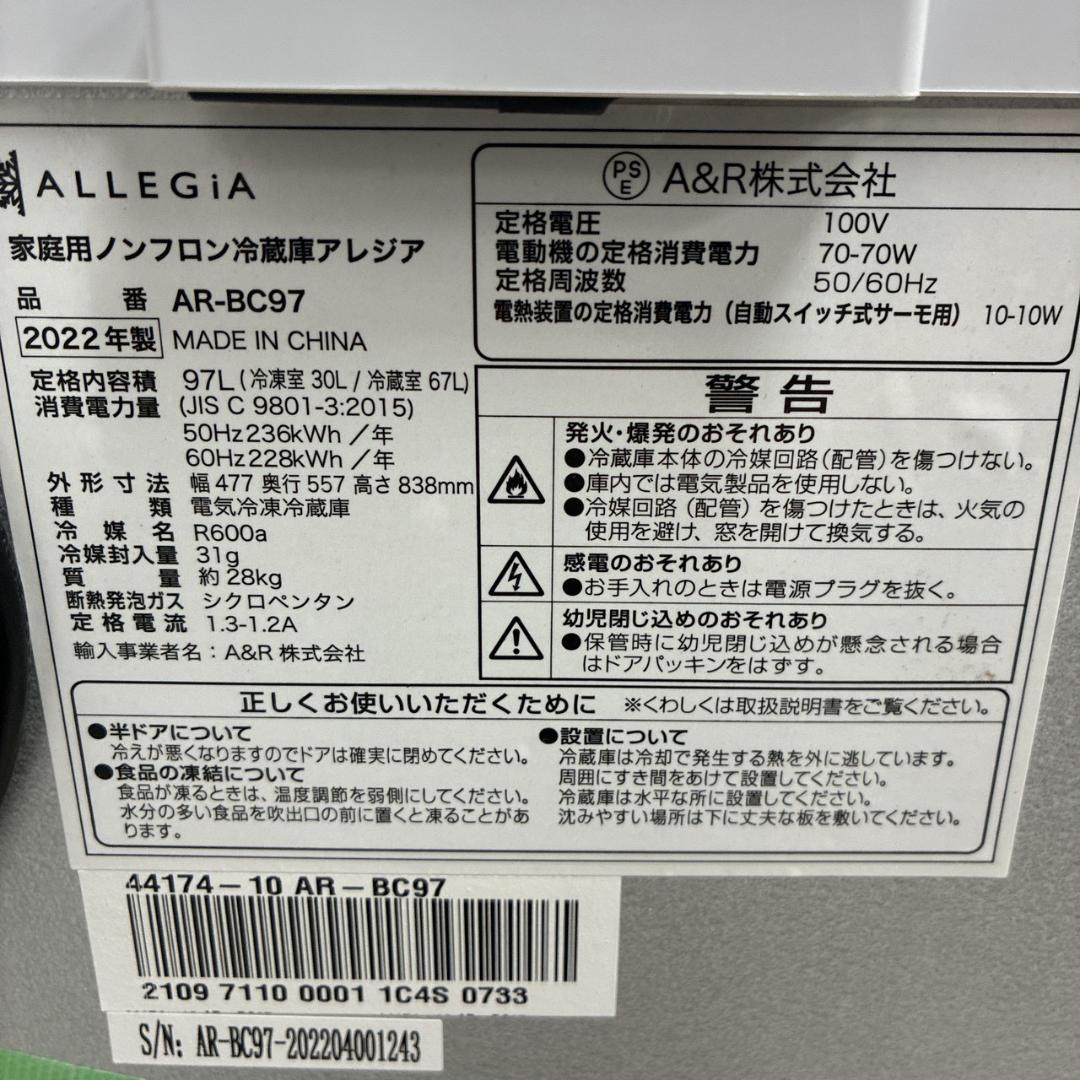 ALLEGiA
家庭用ノンフロン冷蔵庫アレジア
品番 AR-BC97
2022年製 MADE IN CHINA
定格内容積 97L(冷凍室 30L / 冷蔵室 67L)
消費電力量 (JIS C 9801-3:2015)
50Hz236kWh／年
60Hz228kWh／年
外形寸法 幅477 奥行557 高さ838mm
種類 電気冷凍冷蔵庫
冷媒名 R600a
冷媒封入量 31g
質量 約28kg
断熱発泡ガス シクロペンタン
定格電流 1.3-1.2A
輸入事業者名：A&R 株式会社
PSE A&R株式会社
定格電圧 100V
電動機の定格消費電力 70-70W
定格周波数 50/60Hz
電熱装置の定格消費電力（自動スイッチ式サーモ用） 10-10W
警告
発火・爆発のおそれあり
●冷蔵庫本体の冷媒回路（配管）を傷つけない。
●庫内では電気製品を使用しない。
●冷媒回路（配管）を傷つけたときは、火気の
使用を避け、窓を開けて換気する。
感電のおそれあり
●お手入れのときは電源プラグを抜く。
幼児閉じ込めのおそれあり
●保管時に幼児閉じ込めが懸念される場合
はドアパッキンをはずす。
正しくお使いいただくために ※くわしくは取扱説明書をご覧ください。
●半ドアについて
冷えが悪くなりますのでドアは確実に閉めてください。
●食品の凍結について
食品が凍るときは、温度調節を弱側にしてください。
水分の多い食品を吹出口の前に置くと凍ることがあ
ります。
●設置について
冷蔵庫は冷却で発生する熱を外に逃しています。
周囲にすき間をあけて設置してください。
冷蔵庫は水平な所に設置してください。
沈みやすい場所は下に丈夫な板を敷いてください。
44174-10 AR-BC97
2109 7110 0001 1C4S 0733
S/N: AR-BC97-202204001243